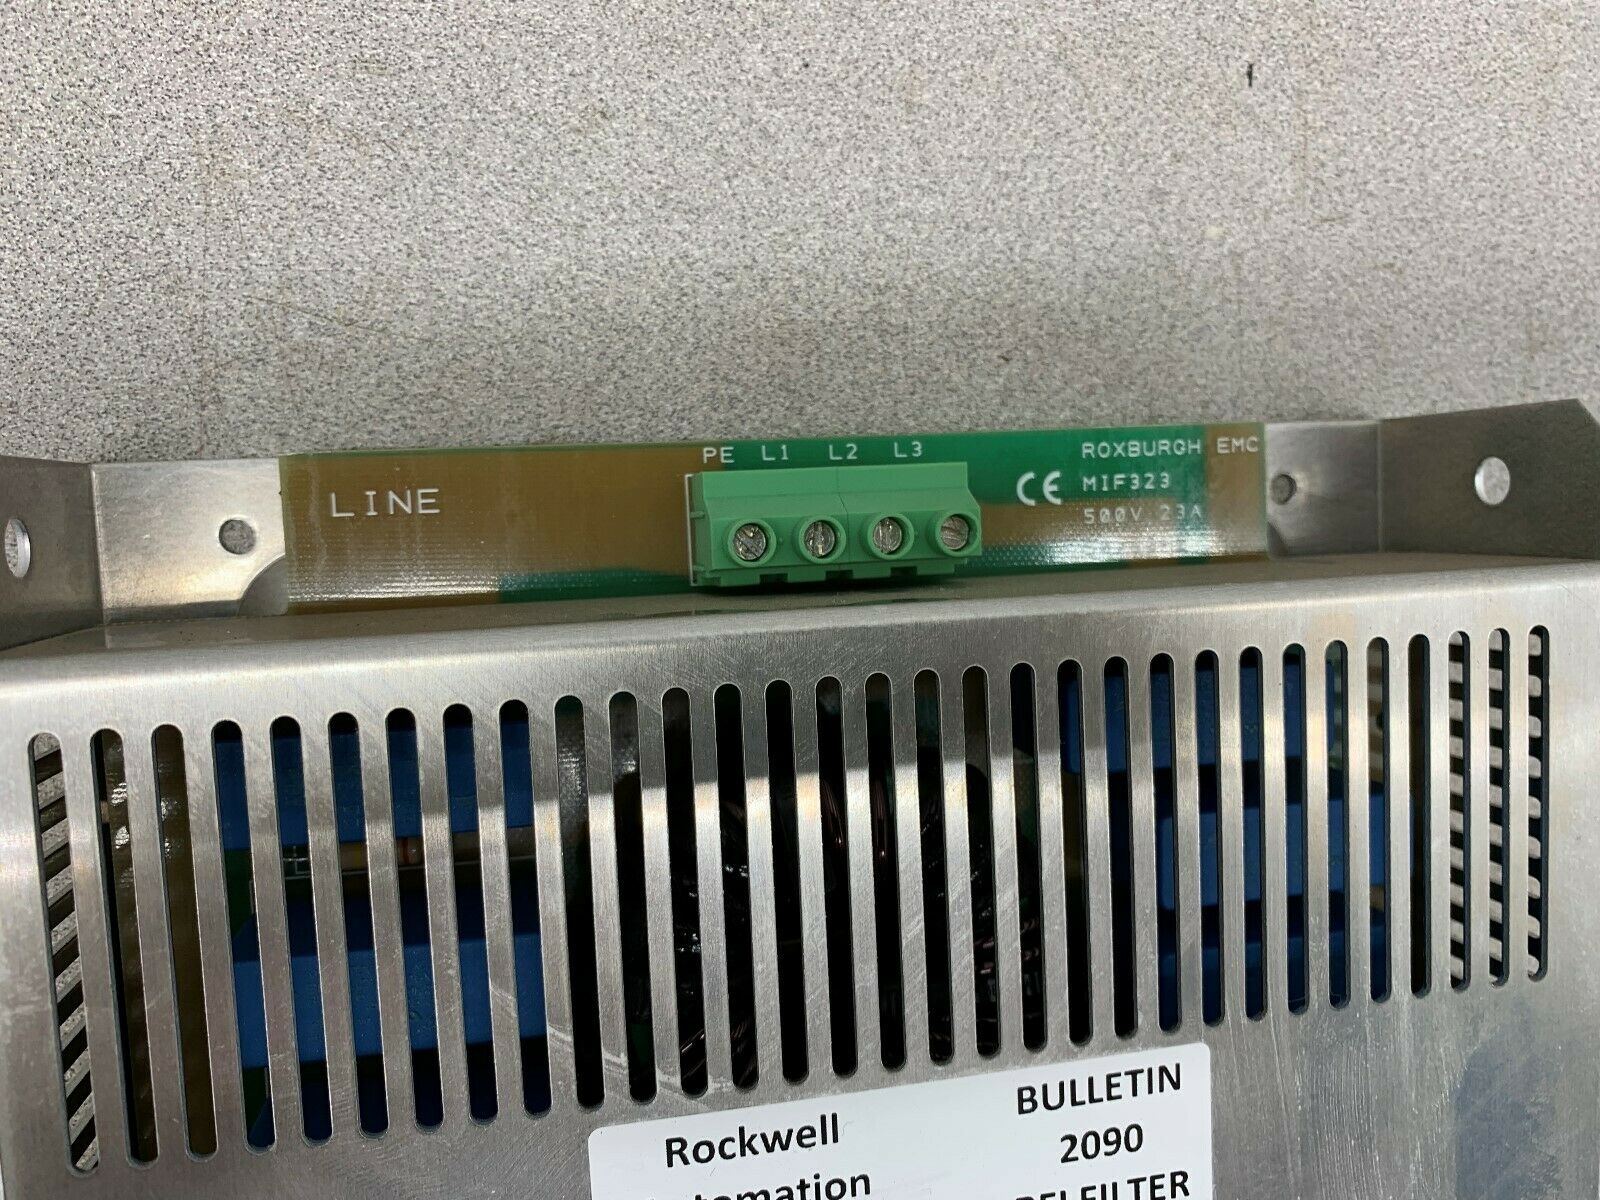 PE L1 L2 L3
LINE
ROXBURGH EMC
CE MIF323
500V 23A
Rockwell
BULLETIN
2090